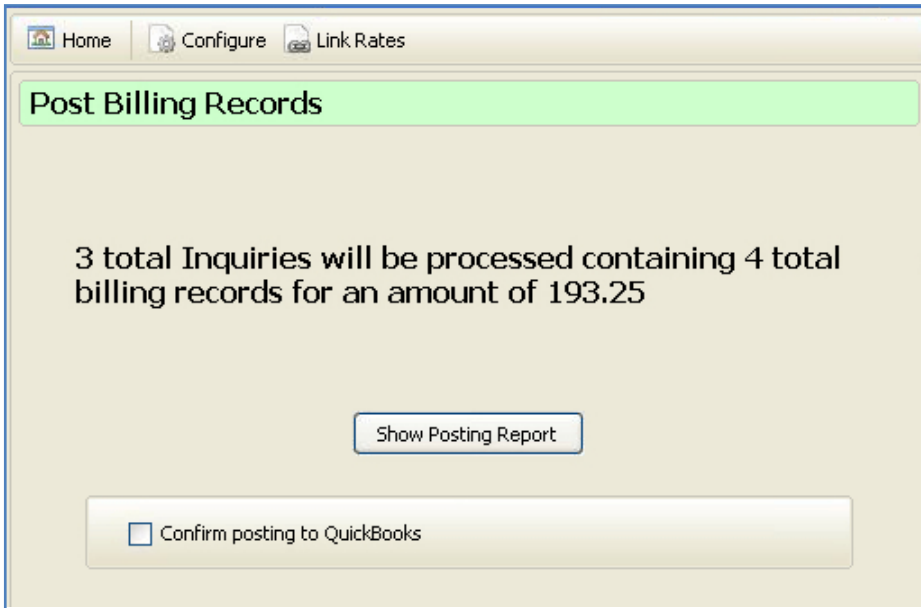 Home Configure Link Rates
Post Billing Records
3 total Inquiries will be processed containing 4 total
billing records for an amount of 193.25
Show Posting Report
Confirm posting to QuickBooks